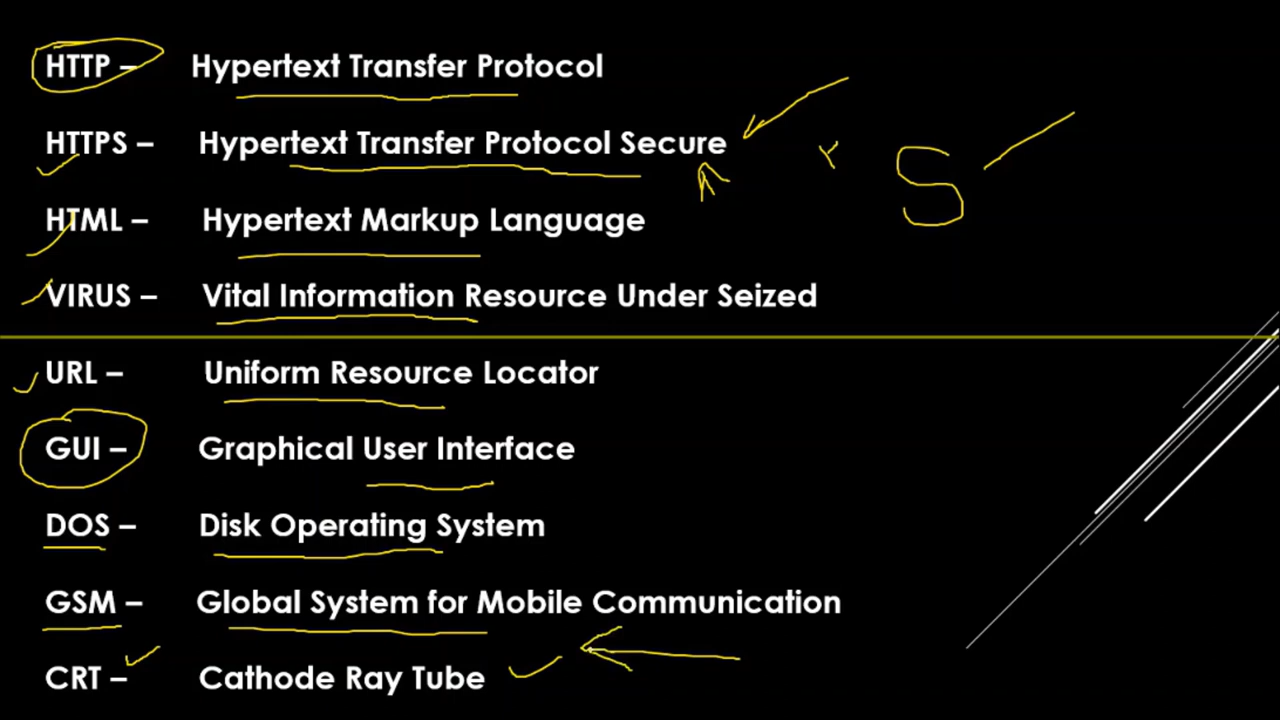 HTTP – Hypertext Transfer Protocol
HTTPS – Hypertext Transfer Protocol Secure
S
HTML – Hypertext Markup Language
VIRUS – Vital Information Resource Under Seized
URL – Uniform Resource Locator
GUI – Graphical User Interface
DOS – Disk Operating System
GSM – Global System for Mobile Communication
CRT – Cathode Ray Tube